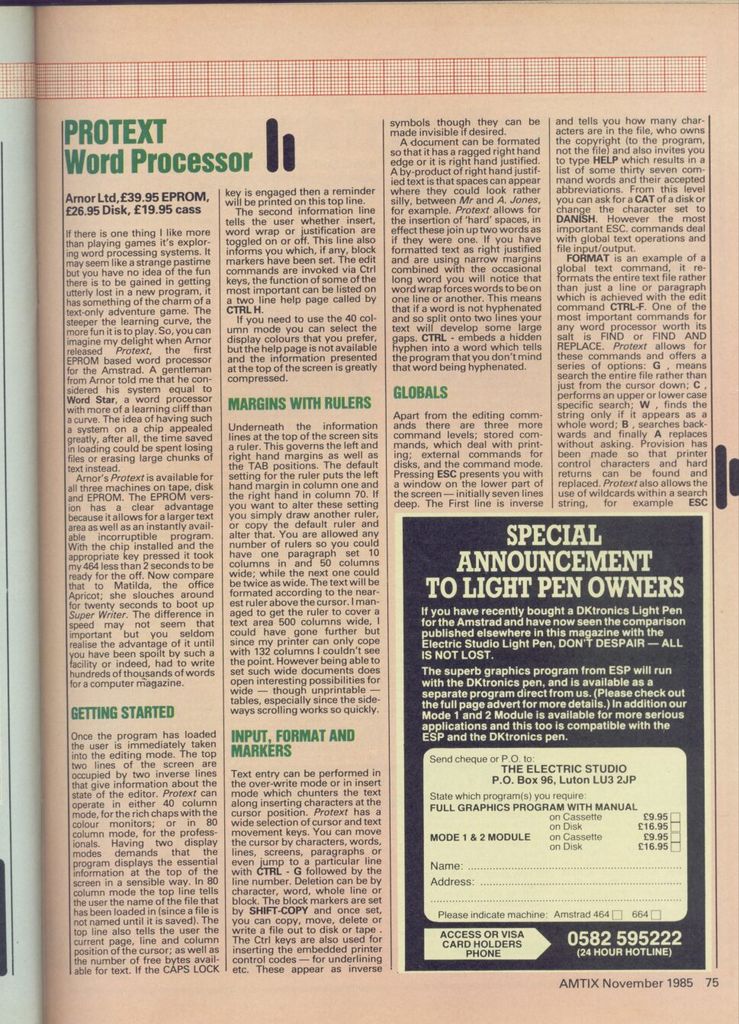 PROTEXT
Word Processor
Arnor Ltd,£39.95 EPROM,
£26.95 Disk, £19.95 cass
If there is one thing I like more
than playing games it's explor-
ing word processing systems. It
may seem like a strange pastime
but you have no idea of the fun
there is to be gained in getting
utterly lost in a new program, it
has something of the charm of a
text-only adventure game. The
steeper the learning curve, the
more fun it is to play. So, you can
imagine my delight when Arnor
released Protext, the first
EPROM based word processor
for the Amstrad. A gentleman
from Arnor told me that he con-
sidered his system equal to
Word Star, a word processor
with more of a learning cliff than
a curve. The idea of having such
a system on a chip appealed
greatly, after all, the time saved
in loading could be spent losing
files or erasing large chunks of
text instead.
Arnor's Protext is available for
all three machines on tape, disk
and EPROM. The EPROM vers-
ion has a clear advantage
because it allows for a larger text
area as well as an instantly avail-
able incorruptible program.
With the chip installed and the
appropriate key pressed it took
my 464 less than 2 seconds to be
ready for the off. Now compare
that to Matilda, the office
Apricot; she slouches around
for twenty seconds to boot up
Super Writer. The difference in
speed may not seem that
important but you seldom
realise the advantage of it until
you have been spoilt by such a
facility or indeed, had to write
hundreds of thousands of words
for a computer magazine.
GETTING STARTED
Once the program has loaded
the user is immediately taken
into the editing mode. The top
two lines of the screen are
occupied by two inverse lines
that give information about the
state of the editor. Protext can
operate in either 40 column
mode, for the rich chaps with the
colour monitors; or in 80
column mode, for the profess-
ionals. Having two display
modes demands that the
program displays the essential
information at the top of the
screen in a sensible way. In 80
column mode the top line tells
the user the name of the file that
has been loaded in (since a file is
not named until it is saved). The
top line also tells the user the
current page, line and column
position of the cursor; as well as
the number of free bytes avail-
able for text. If the CAPS LOCK
key is engaged then a reminder
will be printed on this top line.
The second information line
tells the user whether insert,
word wrap or justification are
toggled on or off. This line also
informs you which, if any, block
markers have been set. The edit
commands are invoked via Ctrl
keys, the function of some of the
most important can be listed on
a two line help page called by
CTRL H.
If you need to use the 40 col-
umn mode you can select the
display colours that you prefer,
but the help page is not available
and the information presented
at the top of the screen is greatly
compressed.
MARGINS WITH RULERS
Underneath the information
lines at the top of the screen sits
a ruler. This governs the left and
right hand margins as well as
the TAB positions. The default
setting for the ruler puts the left
hand margin in column one and
the right hand in column 70. If
you want to alter these setting
you simply draw another ruler,
or copy the default ruler and
alter that. You are allowed any
number of rulers so you could
have one paragraph set 10
columns in and 50 columns
wide; while the next one could
be twice as wide. The text will be
formated according to the near-
est ruler above the cursor. I man-
aged to get the ruler to cover a
text area 500 columns wide, I
could have gone further but
since my printer can only cope
with 132 columns I couldn't see
the point. However being able to
set such wide documents does
open interesting possibilities for
wide — though unprintable —
tables, especially since the side-
ways scrolling works so quickly.
INPUT, FORMAT AND
MARKERS
Text entry can be performed in
the over-write mode or in insert
mode which chunters the text
along inserting characters at the
cursor position. Protext has a
wide selection of cursor and text
movement keys. You can move
the cursor by characters, words,
lines, screens, paragraphs or
even jump to a particular line
with CTRL - G followed by the
line number. Deletion can be by
character, word, whole line or
block. The block markers are set
by SHIFT-COPY and once set,
you can copy, move, delete or
write a file out to disk or tape .
The Ctrl keys are also used for
inserting the embedded printer
control codes — for underlining
etc. These appear as inverse
symbols though they can be
made invisible if desired.
A document can be formated
so that it has a ragged right hand
edge or it is right hand justified.
A by-product of right hand justif-
ied text is that spaces can appear
where they could look rather
silly, between Mr and A. Jones,
for example. Protext allows for
the insertion of 'hard' spaces, in
effect these join up two words as
if they were one. If you have
formatted text as right justified
and are using narrow margins
combined with the occasional
long word you will notice that
word wrap forces words to be on
one line or another. This means
that if a word is not hyphenated
and so split onto two lines your
text will develop some large
gaps. CTRL - embeds a hidden
hyphen into a word which tells
the program that you don't mind
that word being hyphenated.
GLOBALS
Apart from the editing comm-
ands there are three more
command levels; stored com-
mands, which deal with print-
ing; external commands for
disks, and the command mode.
Pressing ESC presents you with
a window on the lower part of
the screen — initially seven lines
deep. The First line is inverse
and tells you how many char-
acters are in the file, who owns
the copyright (to the program,
not the file) and also invites you
to type HELP which results in a
list of some thirty seven com-
mand words and their accepted
abbreviations. From this level
you can ask for a CAT of a disk or
change the character set to
DANISH. However the most
important ESC. commands deal
with global text operations and
file input/output.
FORMAT is an example of a
global text command, it re-
formats the entire text file rather
than just a line or paragraph
which is achieved with the edit
command CTRL-F. One of the
most important commands for
any word processor worth its
salt is FIND or FIND AND
REPLACE. Protext allows for
these commands and offers a
series of options: G , means
search the entire file rather than
just from the cursor down; C ,
performs an upper or lower case
specific search; W , finds the
string only if it appears as a
whole word; B , searches back-
wards and finally A replaces
without asking. Provision has
been made so that printer
control characters and hard
returns can be found and
replaced. Protext also allows the
use of wildcards within a search
string, for example ESC
SPECIAL
ANNOUNCEMENT
TO LIGHT PEN OWNERS
If you have recently bought a DKtronics Light Pen
for the Amstrad and have now seen the comparison
published elsewhere in this magazine with the
Electric Studio Light Pen, DON'T DESPAIR — ALL
IS NOT LOST.
The superb graphics program from ESP will run
with the DKtronics pen, and is available as a
separate program direct from us. (Please check out
the full page advert for more details.) In addition our
Mode 1 and 2 Module is available for more serious
applications and this too is compatible with the
ESP and the DKtronics pen.
Send cheque or P.O. to:
THE ELECTRIC STUDIO
P.O. Box 96, Luton LU3 2JP
State which program(s) you require:
FULL GRAPHICS PROGRAM WITH MANUAL
on Cassette £9.95
on Disk £16.95
MODE 1 & 2 MODULE on Cassette £9.95
on Disk £16.95
Name:
Address:
Please indicate machine: Amstrad 464 664
ACCESS OR VISA
CARD HOLDERS
PHONE
0582 595222
(24 HOUR HOTLINE)
AMTIX November 1985 75